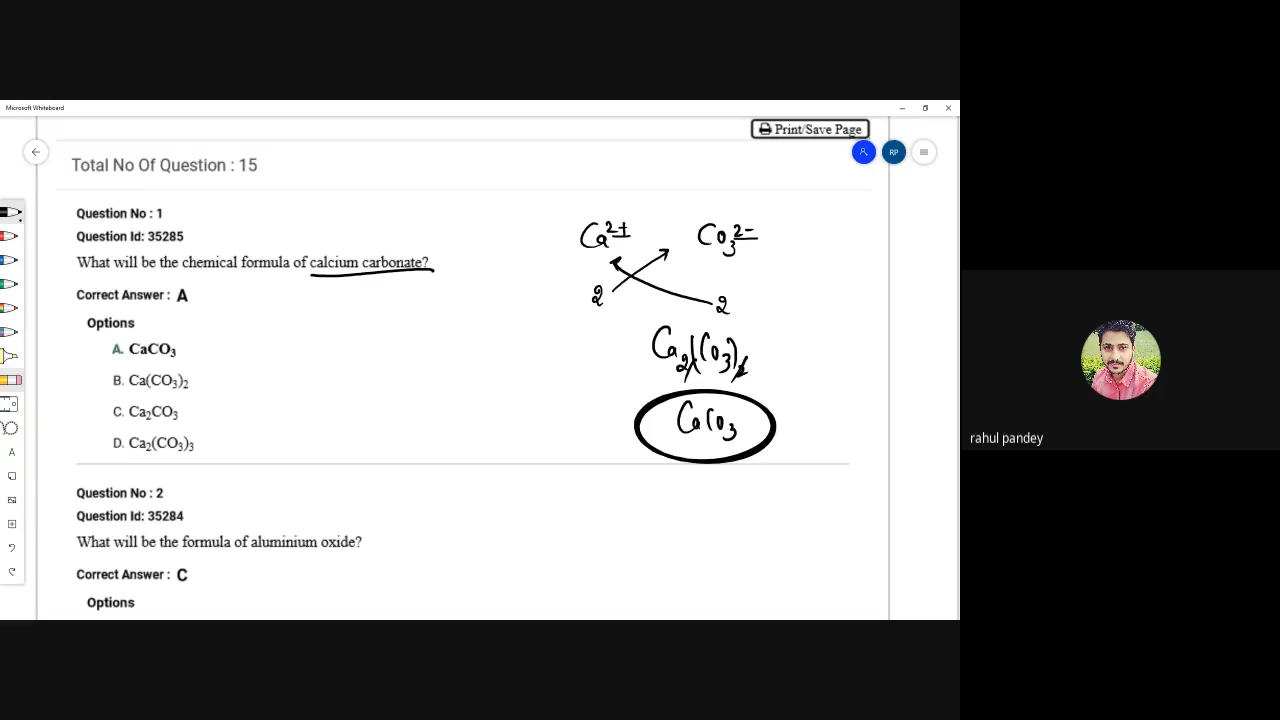 Microsoft Whiteboard
Print/Save Page
RP
Total No Of Question : 15
Question No : 1
Question Id: 35285
What will be the chemical formula of calcium carbonate?
Correct Answer : A
Options
A. CaCO₃
B. Ca(CO₃)₂
C. Ca₂CO₃
D. Ca₂(CO₃)₃
Ca²⁺ CO₃²⁻
2 2
Ca₂(CO₃)₂
CaCO₃
Question No : 2
Question Id: 35284
What will be the formula of aluminium oxide?
Correct Answer : C
Options
A
rahul pandey